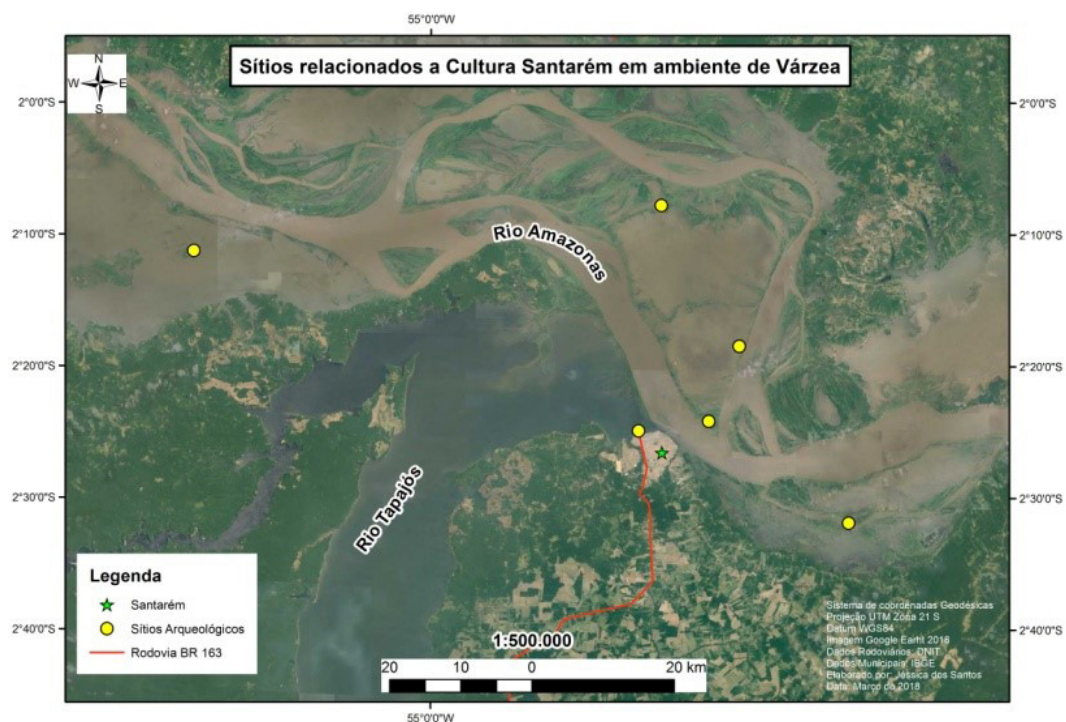 55°0'0"W
Sítios relacionados a Cultura Santarém em ambiente de Várzea
N
W E
S
2°0'0"S
2°0'0"S
Rio Amazonas
2°10'0"S
2°10'0"S
2°20'0"S
2°20'0"S
2°30'0"S
2°30'0"S
Rio Tapajós
Legenda
Santarém
Sítios Arqueológicos
Rodovia BR 163
2°40'0"S
2°40'0"S
1:500.000
20 10 0 20 km
Sistema de coordenadas Geodésicas
Projeção UTM Zona 21 S
Datum WGS84
Imagem Google Earht 2016
Dados Rodoviários: DNIT
Dados Municipais: IBGE
Elaborado por: Jéssica dos Santos
Data: Março de 2018
55°0'0"W